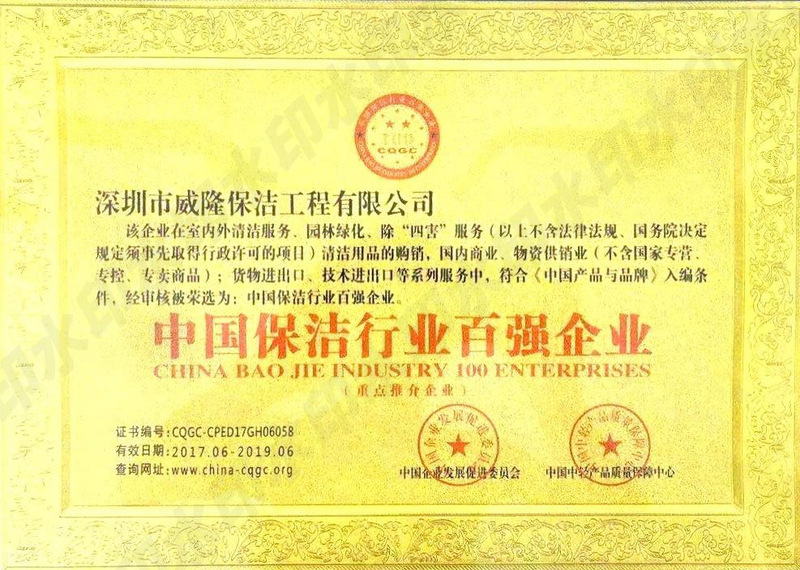 CQGC
深圳市威隆保洁工程有限公司
该企业在室内外清洁服务、园林绿化、除“四害”服务（以上不含法律法规、国务院决定
规定须事先取得行政许可的项目）清洁用品的购销，国内商业、物资供销业（不含国家专营、
专控、专卖商品）；货物进出口、技术进出口等系列服务中，符合《中国产品与品牌》入编条
件，经审核被荣选为：中国保洁行业百强企业。
中国保洁行业百强企业
CHINA BAO JIE INDUSTRY 100 ENTERPRISES
（重点推介企业）
证书编号:CQGC-CPED17GH06058
有效日期:2017.06-2019.06
查询网址:www.china-cqgc.org
中国企业发展促进委员会
中国中轻产品质量保障中心
水印